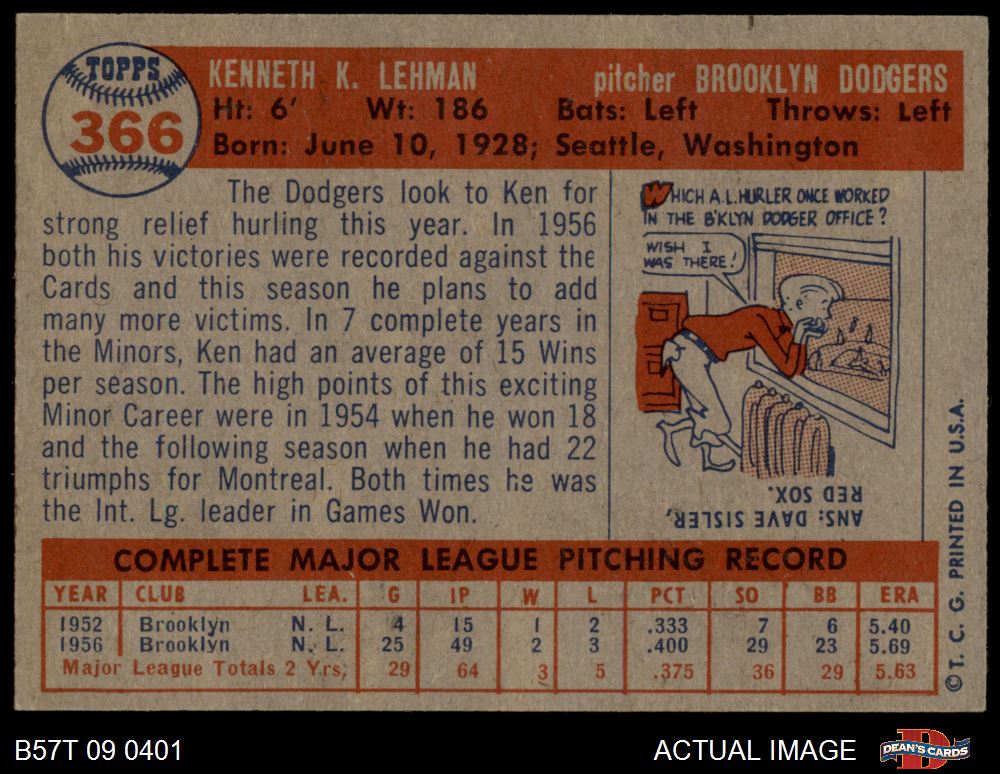 TOPPS
366
KENNETH K. LEHMAN pitcher BROOKLYN DODGERS
Ht: 6' Wt: 186 Bats: Left Throws: Left
Born: June 10, 1928; Seattle, Washington
The Dodgers look to Ken for
strong relief hurling this year. In 1956
both his victories were recorded against the
Cards and this season he plans to add
many more victims. In 7 complete years in
the Minors, Ken had an average of 15 Wins
per season. The high points of this exciting
Minor Career were in 1954 when he won 18
and the following season when he had 22
triumphs for Montreal. Both times he was
the Int. Lg. leader in Games Won.
WHICH A.L. HURLER ONCE WORKED
IN THE B'KLYN DODGER OFFICE?
WISH I
WAS THERE!
ANS: DAVE SISLER,
RED SOX.
COMPLETE MAJOR LEAGUE PITCHING RECORD
YEAR CLUB LEA. G IP W L PCT SO BB ERA
1952 Brooklyn N. L. 4 15 1 2 .333 7 6 5.40
1956 Brooklyn N. L. 25 49 2 3 .400 29 23 5.69
Major League Totals 2 Yrs. 29 64 3 5 .375 36 29 5.63
©T. C. G. PRINTED IN U.S.A.
B57T 09 0401
ACTUAL IMAGE
DEAN'S CARDS